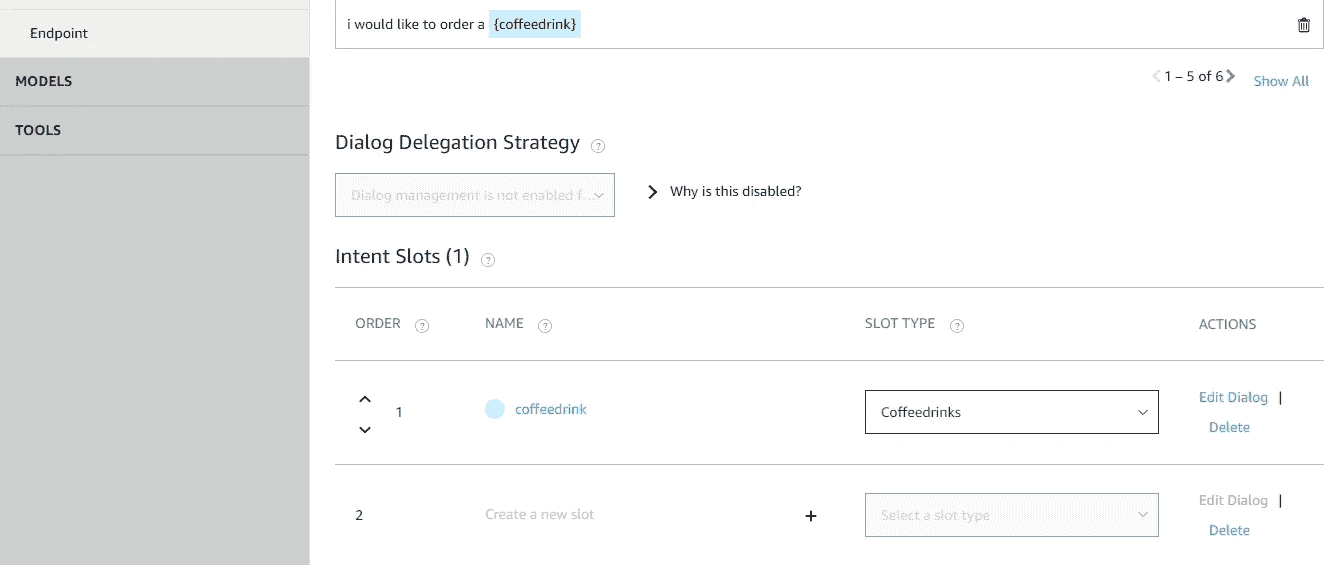 i would like to order a {coffeedrink}
Endpoint
MODELS
1 – 5 of 6
Show All
TOOLS
Dialog Delegation Strategy ?
Dialog management is not enabled f...
Why is this disabled?
Intent Slots (1) ?
ORDER ? NAME ? SLOT TYPE ? ACTIONS
1 coffeedrink Coffeedrinks Edit Dialog |
Delete
2 Create a new slot + Select a slot type Edit Dialog |
Delete